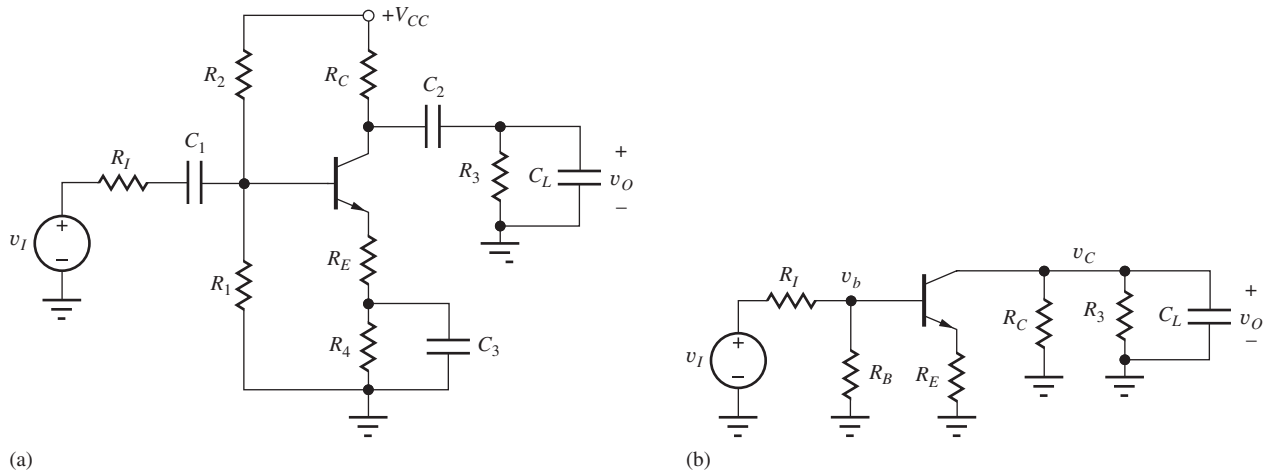 +V_CC
R_2
R_C
C_2
C_1
R_I
+
R_3
C_L
v_O
−
v_I
+
−
R_1
R_E
R_4
C_3
(a)
v_C
R_I
v_b
+
R_C
R_3
C_L
v_O
−
v_I
+
−
R_B
R_E
(b)